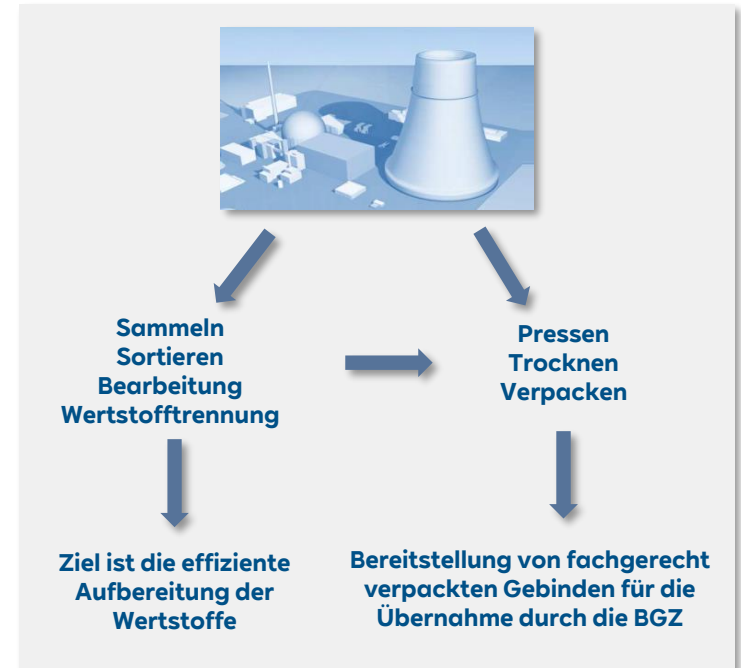 Sammeln
Sortieren
Bearbeitung
Wertstofftrennung
Pressen
Trocknen
Verpacken
Ziel ist die effiziente
Aufbereitung der
Wertstoffe
Bereitstellung von fachgerecht
verpackten Gebinden für die
Übernahme durch die BGZ